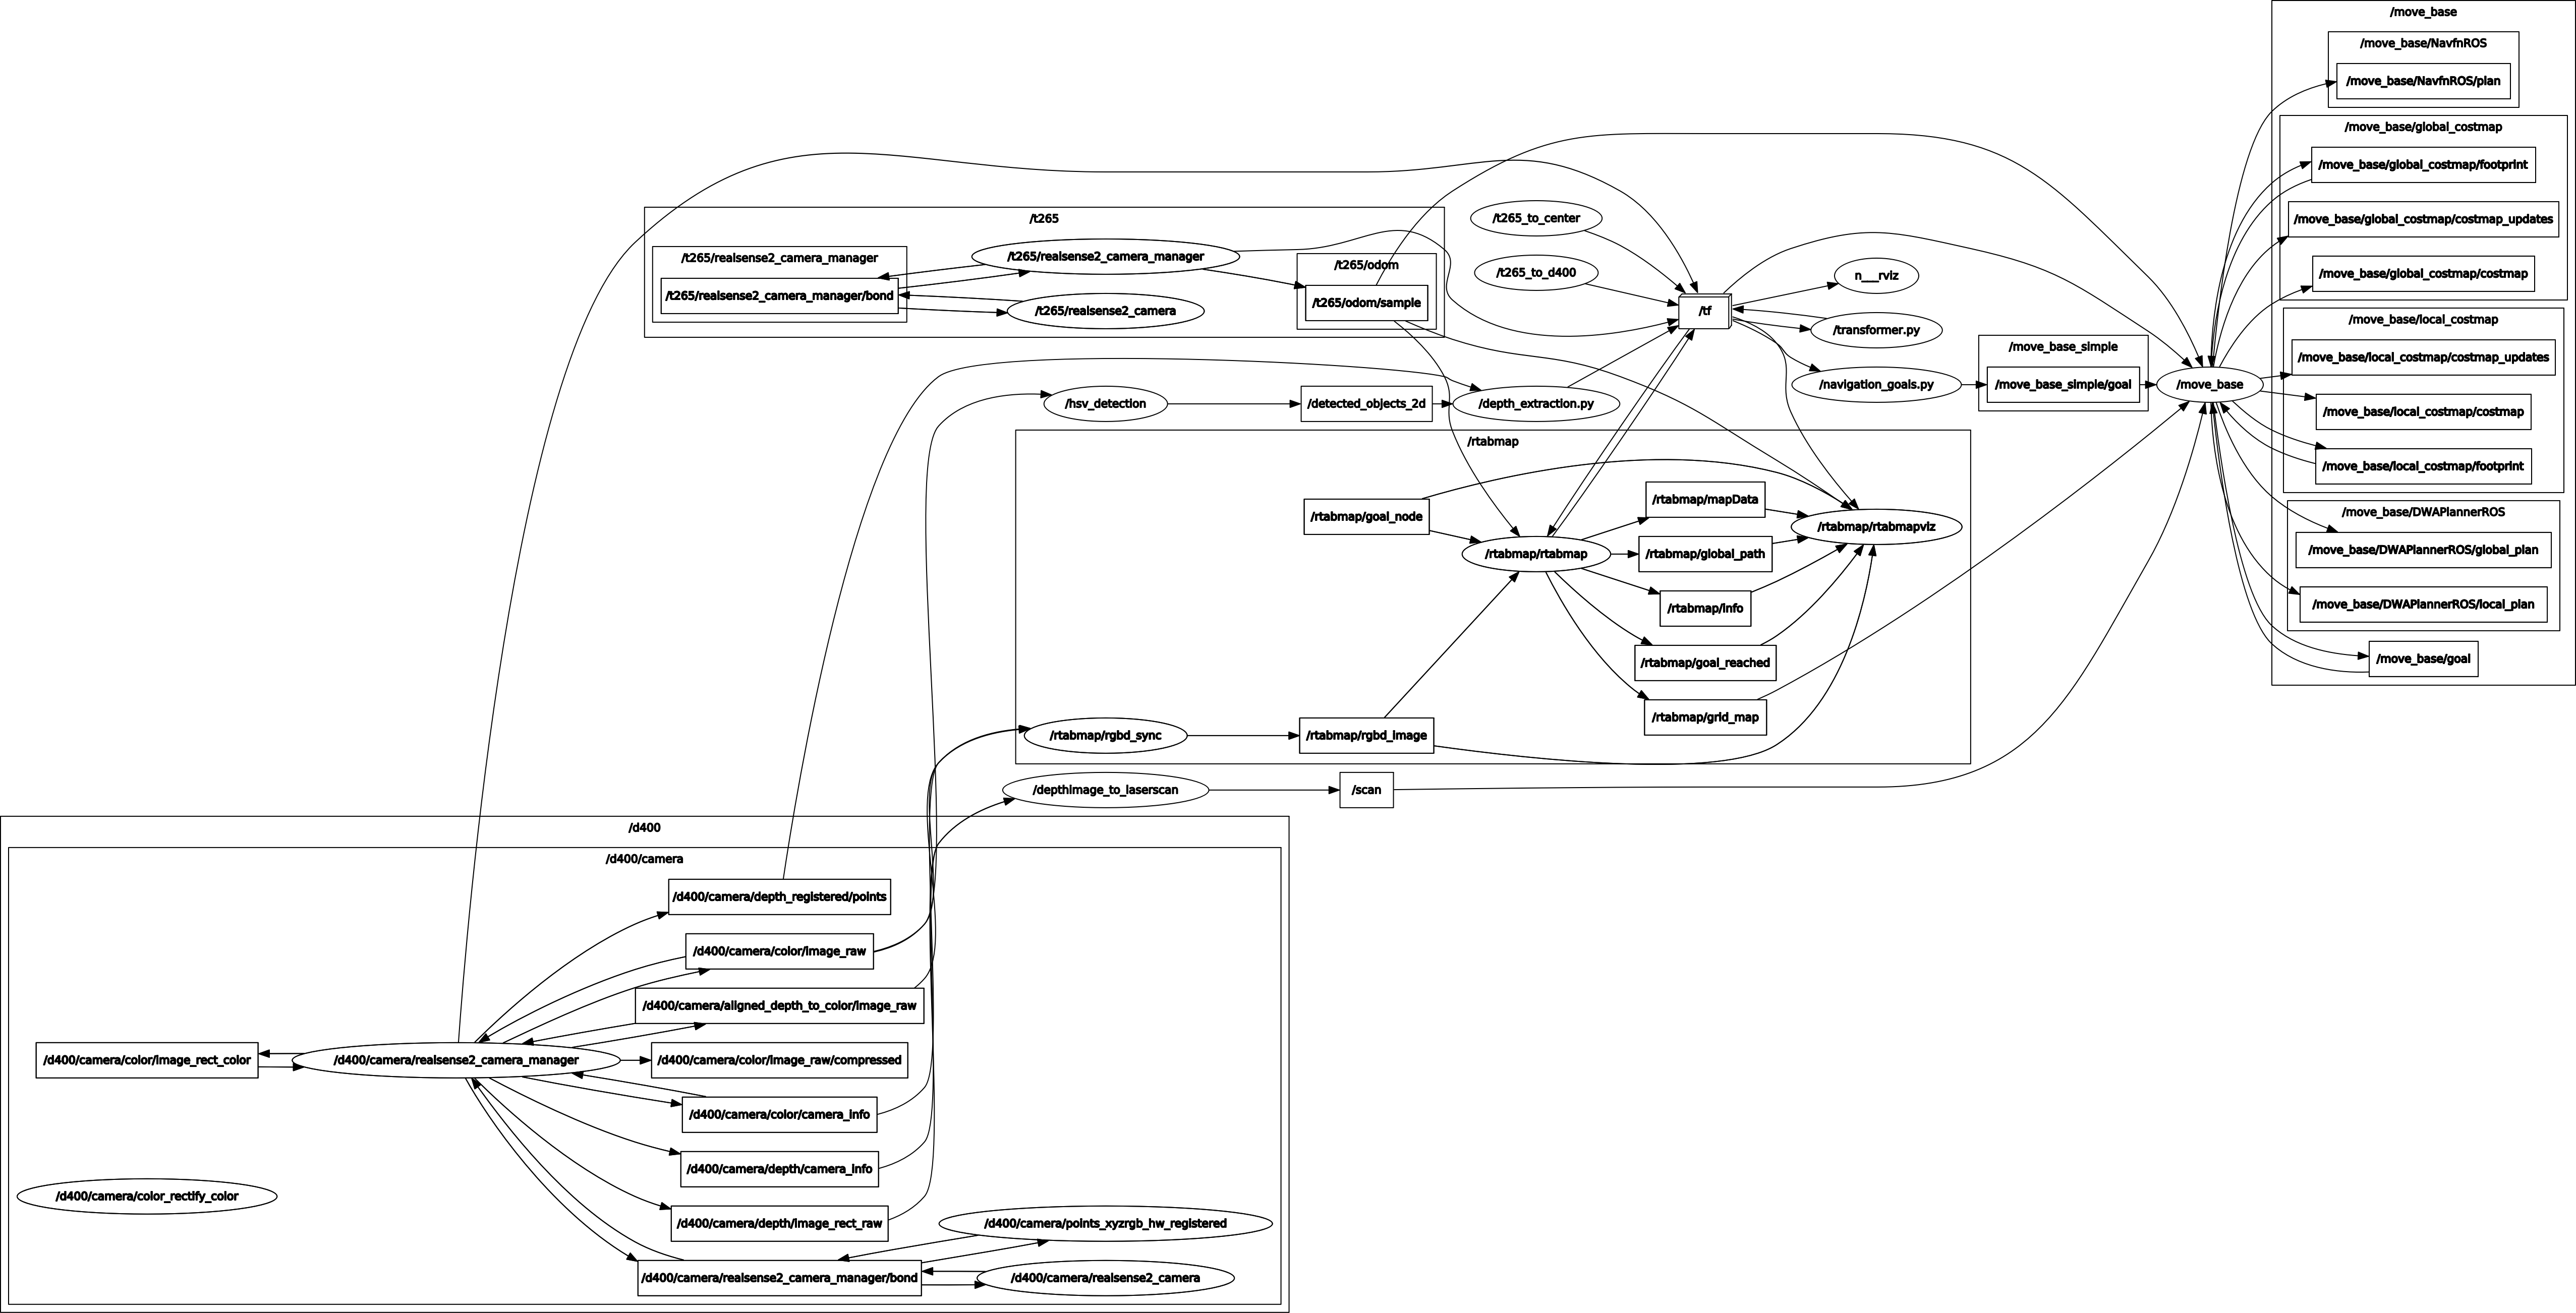 /move_base
/move_base/NavfnROS
/move_base/NavfnROS/plan
/move_base/global_costmap
/move_base/global_costmap/footprint
/move_base/global_costmap/costmap_updates
/move_base/global_costmap/costmap
/move_base/local_costmap
/move_base/local_costmap/costmap_updates
/move_base/local_costmap/costmap
/move_base/local_costmap/footprint
/move_base/DWAPlannerROS
/move_base/DWAPlannerROS/global_plan
/move_base/DWAPlannerROS/local_plan
/move_base/goal
/t265
/t265/realsense2_camera_manager
/t265/realsense2_camera_manager/bond
/t265/realsense2_camera_manager
/t265/realsense2_camera
/t265/odom
/t265/odom/sample
/t265_to_center
/t265_to_d400
/tf
n___rviz
/transformer.py
/navigation_goals.py
/move_base_simple
/move_base_simple/goal
/move_base
/hsv_detection
/detected_objects_2d
/depth_extraction.py
/rtabmap
/rtabmap/goal_node
/rtabmap/rtabmap
/rtabmap/mapData
/rtabmap/global_path
/rtabmap/info
/rtabmap/goal_reached
/rtabmap/grid_map
/rtabmap/rtabmapviz
/rtabmap/rgbd_sync
/rtabmap/rgbd_image
/depthimage_to_laserscan
/scan
/d400
/d400/camera
/d400/camera/depth_registered/points
/d400/camera/color/image_raw
/d400/camera/aligned_depth_to_color/image_raw
/d400/camera/color/image_rect_color
/d400/camera/realsense2_camera_manager
/d400/camera/color/image_raw/compressed
/d400/camera/color/camera_info
/d400/camera/depth/camera_info
/d400/camera/color_rectify_color
/d400/camera/depth/image_rect_raw
/d400/camera/points_xyzrgb_hw_registered
/d400/camera/realsense2_camera_manager/bond
/d400/camera/realsense2_camera